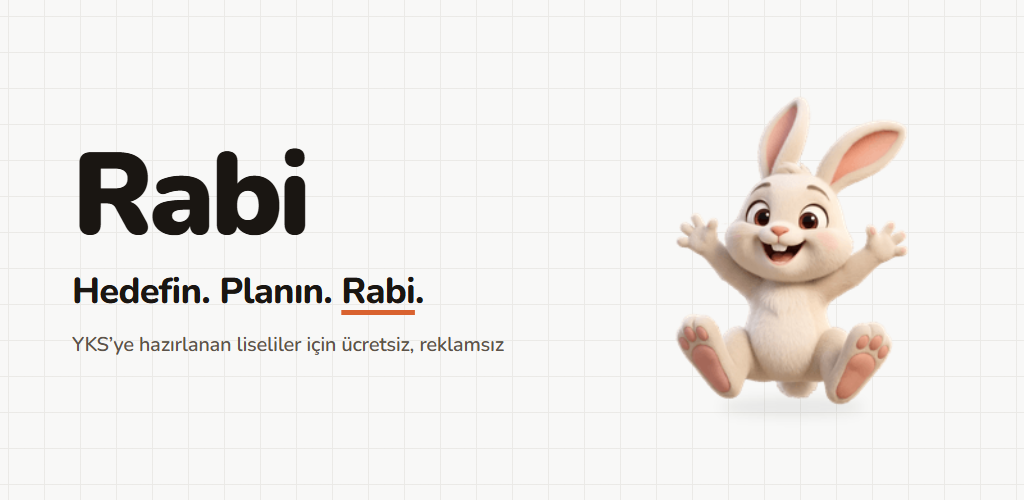 Rabi
Hedefin. Planın. Rabi.
YKS’ye hazırlanan liseliler için ücretsiz, reklamsız